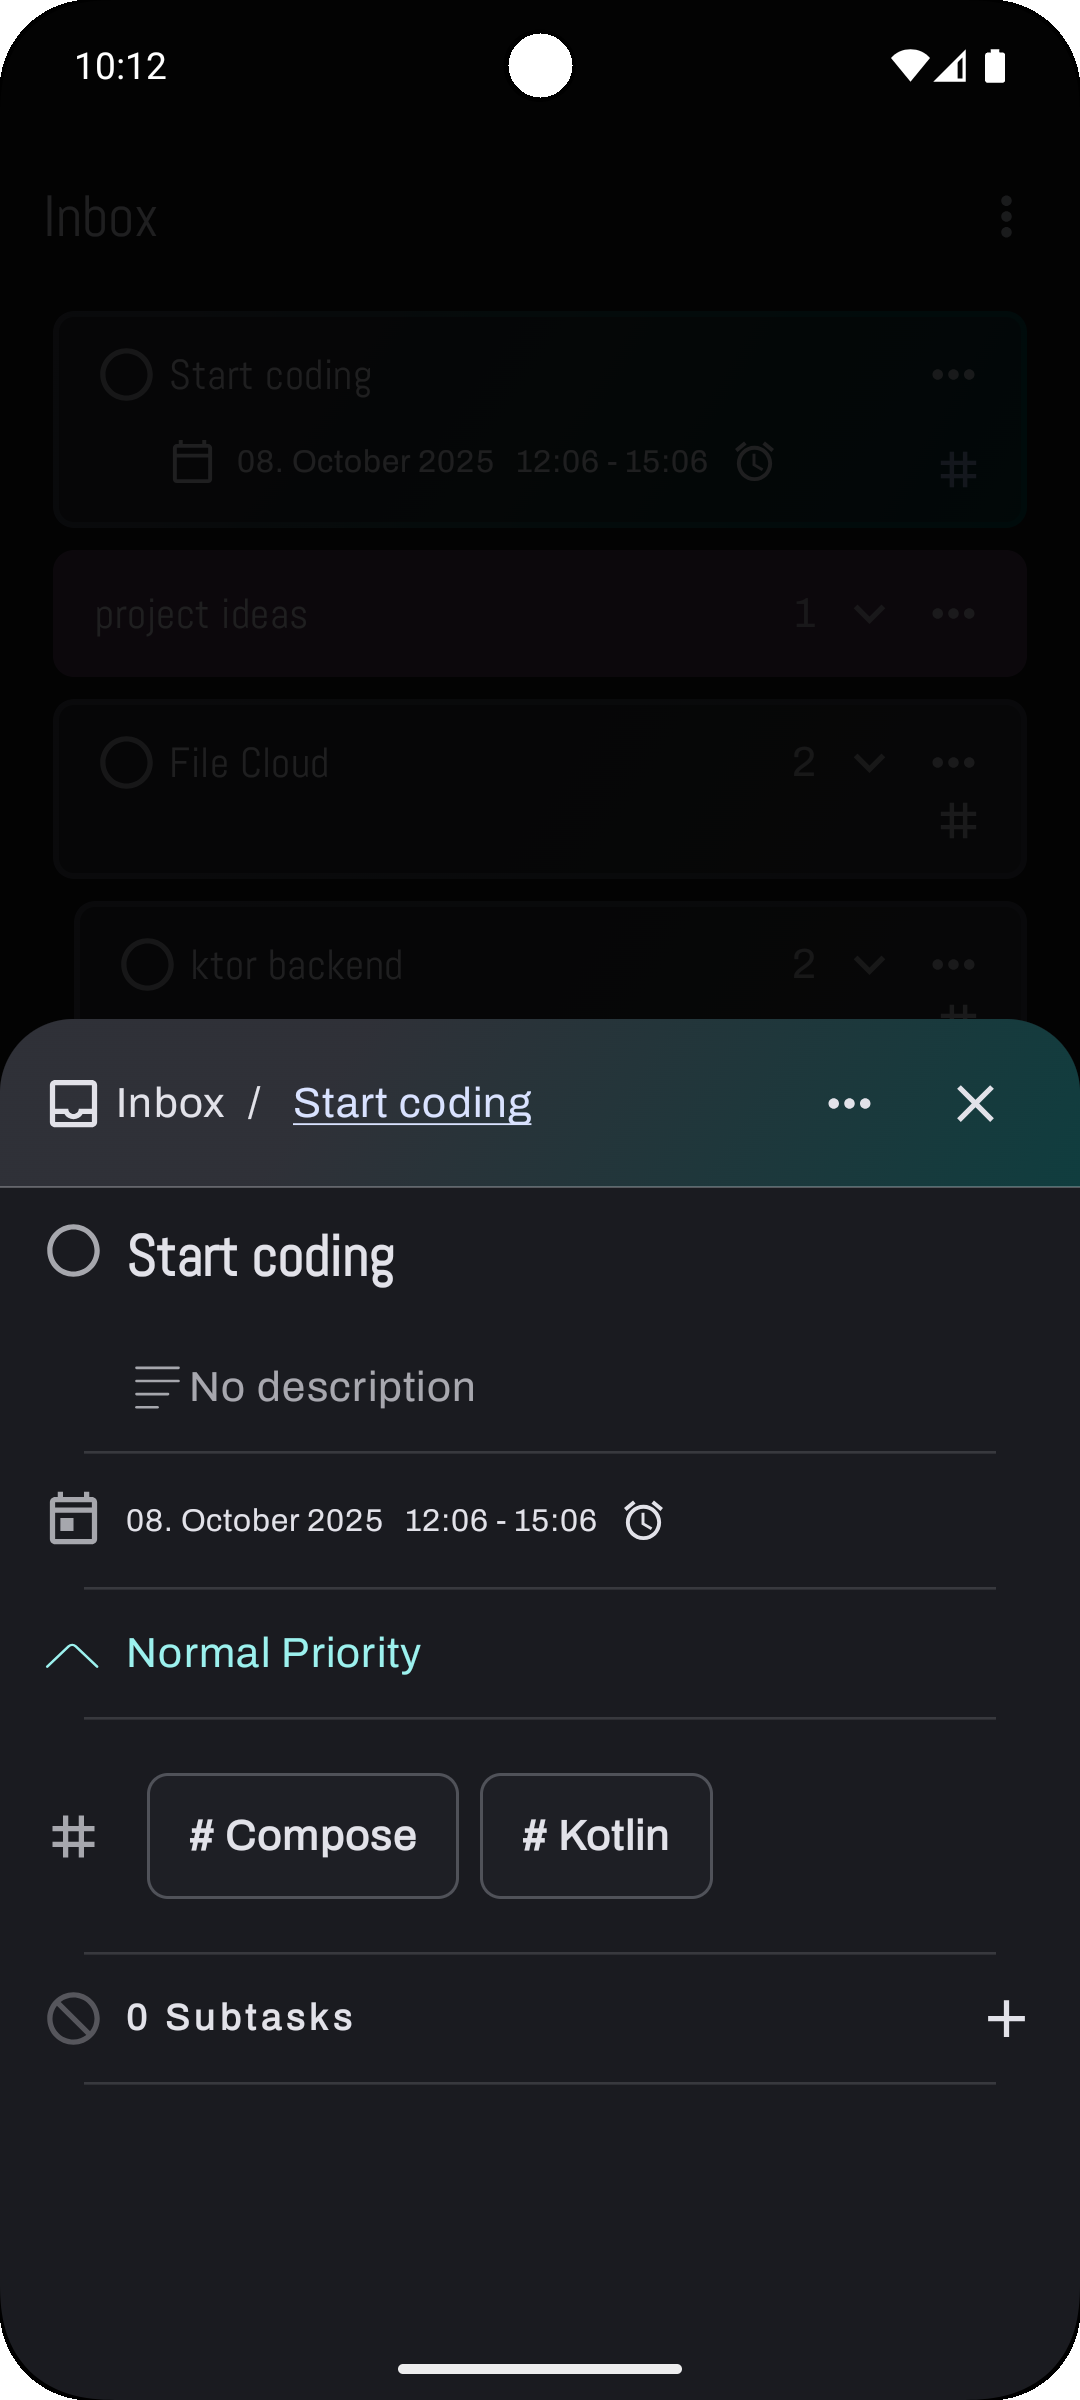 10:12
Inbox
Start coding
08. October 2025 12:06 - 15:06
#
project ideas 1
File Cloud 2
#
ktor backend 2
#
Inbox / Start coding
Start coding
No description
08. October 2025 12:06 - 15:06
Normal Priority
# # Compose # Kotlin
0 Subtasks